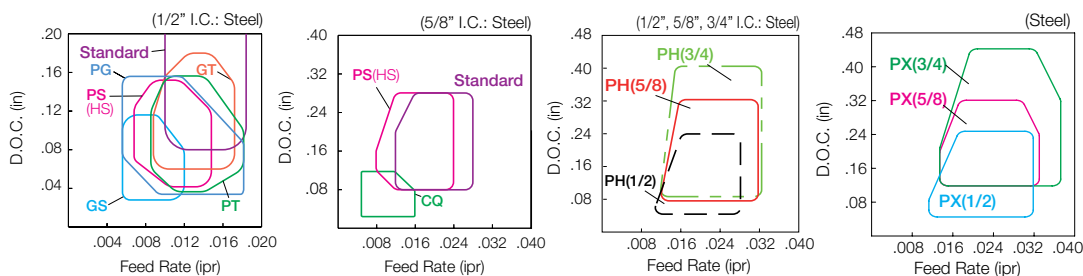 (1/2” I.C.: Steel)
D.O.C. (in)
.20
.16
.12
.08
.04
Standard
PG
GT
PS
(HS)
GS
PT
.004 .008 .012 .016 .020
Feed Rate (ipr)
(5/8” I.C.: Steel)
D.O.C. (in)
.40
.32
.24
.16
.08
PS(HS)
Standard
CQ
.008 .016 .024 .032 .040
Feed Rate (ipr)
(1/2”, 5/8”, 3/4” I.C.: Steel)
D.O.C. (in)
.48
.40
.32
.24
.16
.08
PH(3/4)
PH(5/8)
PH(1/2)
.008 .016 .024 .032 .040
Feed Rate (ipr)
(Steel)
D.O.C. (in)
.48
.40
.32
.24
.16
.08
PX(3/4)
PX(5/8)
PX(1/2)
.008 .016 .024 .032 .040
Feed Rate (ipr)